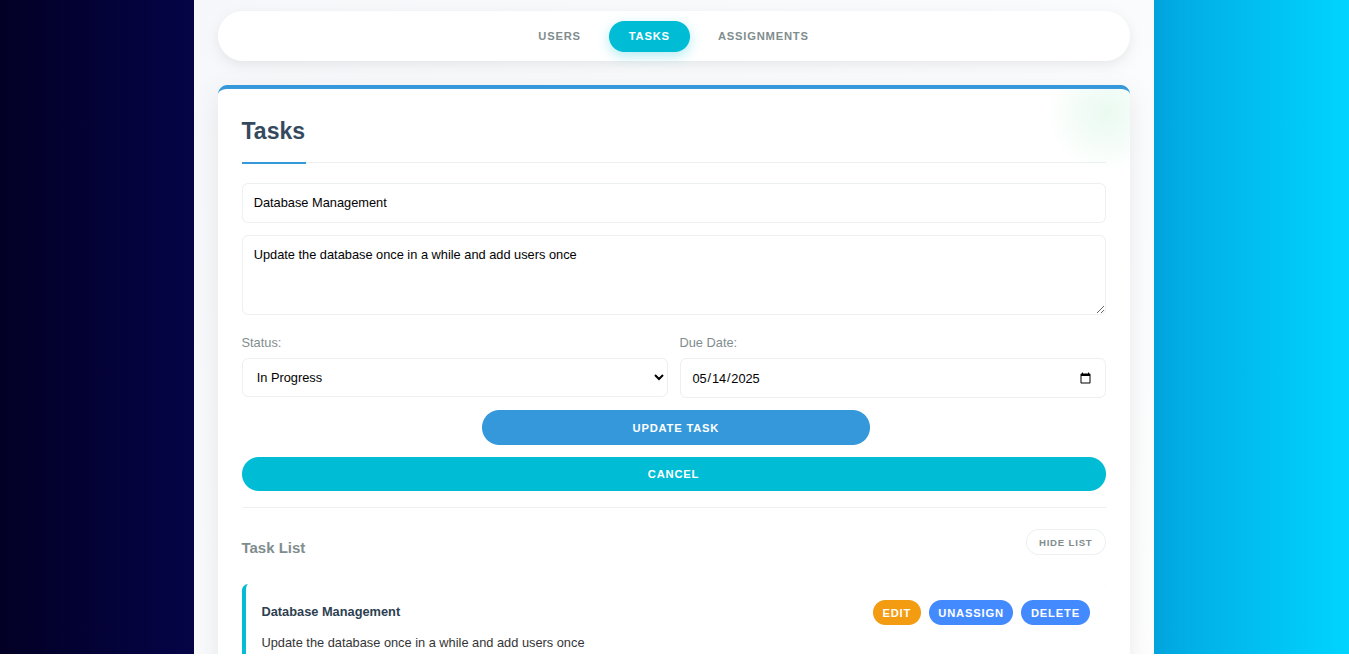 USERS TASKS ASSIGNMENTS
Tasks
Database Management
Update the database once in a while and add users once
Status: Due Date:
In Progress 05/14/2025
UPDATE TASK
CANCEL
Task List HIDE LIST
Database Management EDIT UNASSIGN DELETE
Update the database once in a while and add users once